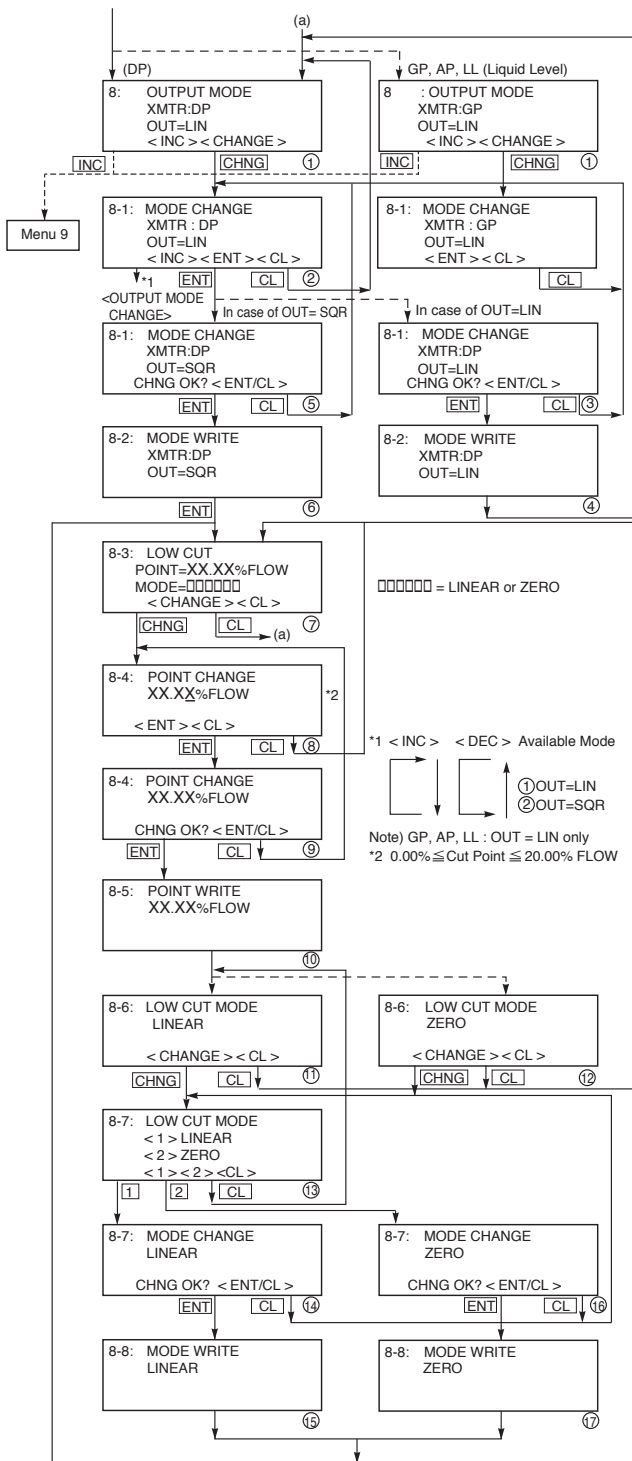 (a)
(DP)
GP, AP, LL (Liquid Level)
8: OUTPUT MODE
XMTR:DP
OUT=LIN
< INC > < CHANGE >
①
8 : OUTPUT MODE
XMTR:GP
OUT=LIN
< INC > < CHANGE >
①
INC
CHNG
INC
CHNG
Menu 9
8-1: MODE CHANGE
XMTR : DP
OUT=LIN
< INC > < ENT > < CL >
②
8-1: MODE CHANGE
XMTR : GP
OUT=LIN
< ENT > < CL >
*1
ENT
CL
CL
<OUTPUT MODE
CHANGE>
In case of OUT= SQR
In case of OUT=LIN
8-1: MODE CHANGE
XMTR:DP
OUT=SQR
CHNG OK? < ENT/CL >
⑤
8-1: MODE CHANGE
XMTR:DP
OUT=LIN
CHNG OK? < ENT/CL >
③
ENT
CL
ENT
CL
8-2: MODE WRITE
XMTR:DP
OUT=SQR
⑥
8-2: MODE WRITE
XMTR:DP
OUT=LIN
④
ENT
8-3: LOW CUT
POINT=XX.XX%FLOW
MODE=▯▯▯▯▯▯
< CHANGE > < CL >
⑦
▯▯▯▯▯▯ = LINEAR or ZERO
CHNG
CL
(a)
8-4: POINT CHANGE
XX.XX%FLOW
< ENT > < CL >
⑧
*2
ENT
CL
*1 < INC > < DEC > Available Mode
①OUT=LIN
②OUT=SQR
Note) GP, AP, LL : OUT = LIN only
*2 0.00%≦Cut Point ≦ 20.00% FLOW
8-4: POINT CHANGE
XX.XX%FLOW
CHNG OK? < ENT/CL >
⑨
ENT
CL
8-5: POINT WRITE
XX.XX%FLOW
⑩
8-6: LOW CUT MODE
LINEAR
< CHANGE > < CL >
⑪
8-6: LOW CUT MODE
ZERO
< CHANGE > < CL >
⑫
CHNG
CL
CHNG
CL
8-7: LOW CUT MODE
< 1 > LINEAR
< 2 > ZERO
< 1 > < 2 > <CL >
⑬
1
2
CL
8-7: MODE CHANGE
LINEAR
CHNG OK? < ENT/CL >
⑭
8-7: MODE CHANGE
ZERO
CHNG OK? < ENT/CL >
⑯
ENT
CL
ENT
CL
8-8: MODE WRITE
LINEAR
⑮
8-8: MODE WRITE
ZERO
⑰